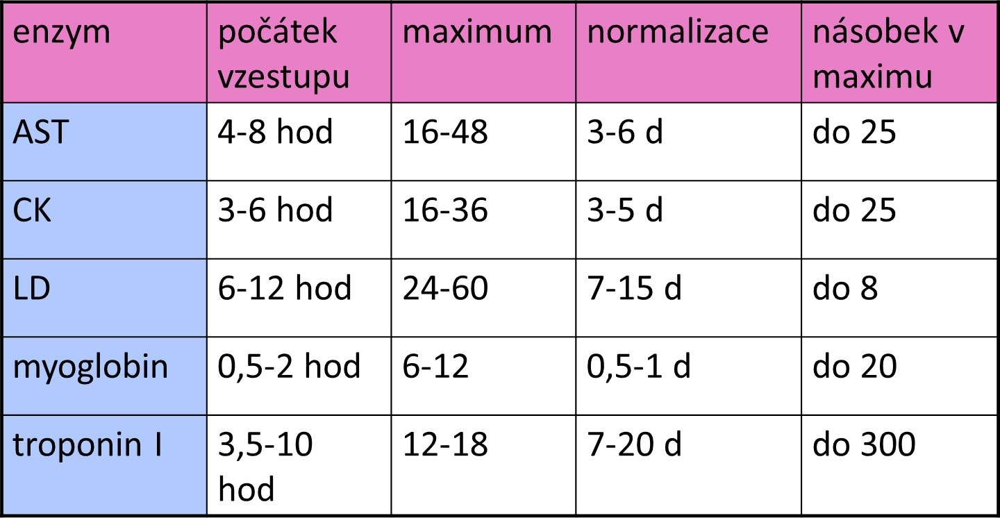 enzym počátek vzestupu maximum normalizace násobek v maximu
AST 4-8 hod 16-48 3-6 d do 25
CK 3-6 hod 16-36 3-5 d do 25
LD 6-12 hod 24-60 7-15 d do 8
myoglobin 0,5-2 hod 6-12 0,5-1 d do 20
troponin I 3,5-10 hod 12-18 7-20 d do 300